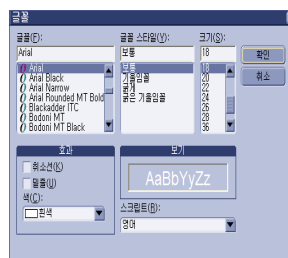 글꼴
글꼴(F):
글꼴 스타일(Y):
크기(S):
Arial
보통
18
확인
취소
Arial
Arial Black
Arial Narrow
Arial Rounded MT Bold
Blackadder ITC
Bodoni MT
Bodoni MT Black
보통
기울임꼴
굵게
굵은 기울임꼴
18
20
22
24
26
28
36
효과
취소선(K)
밑줄(U)
색(C):
흰색
보기
AaBbYyZz
스크립트(R):
영어